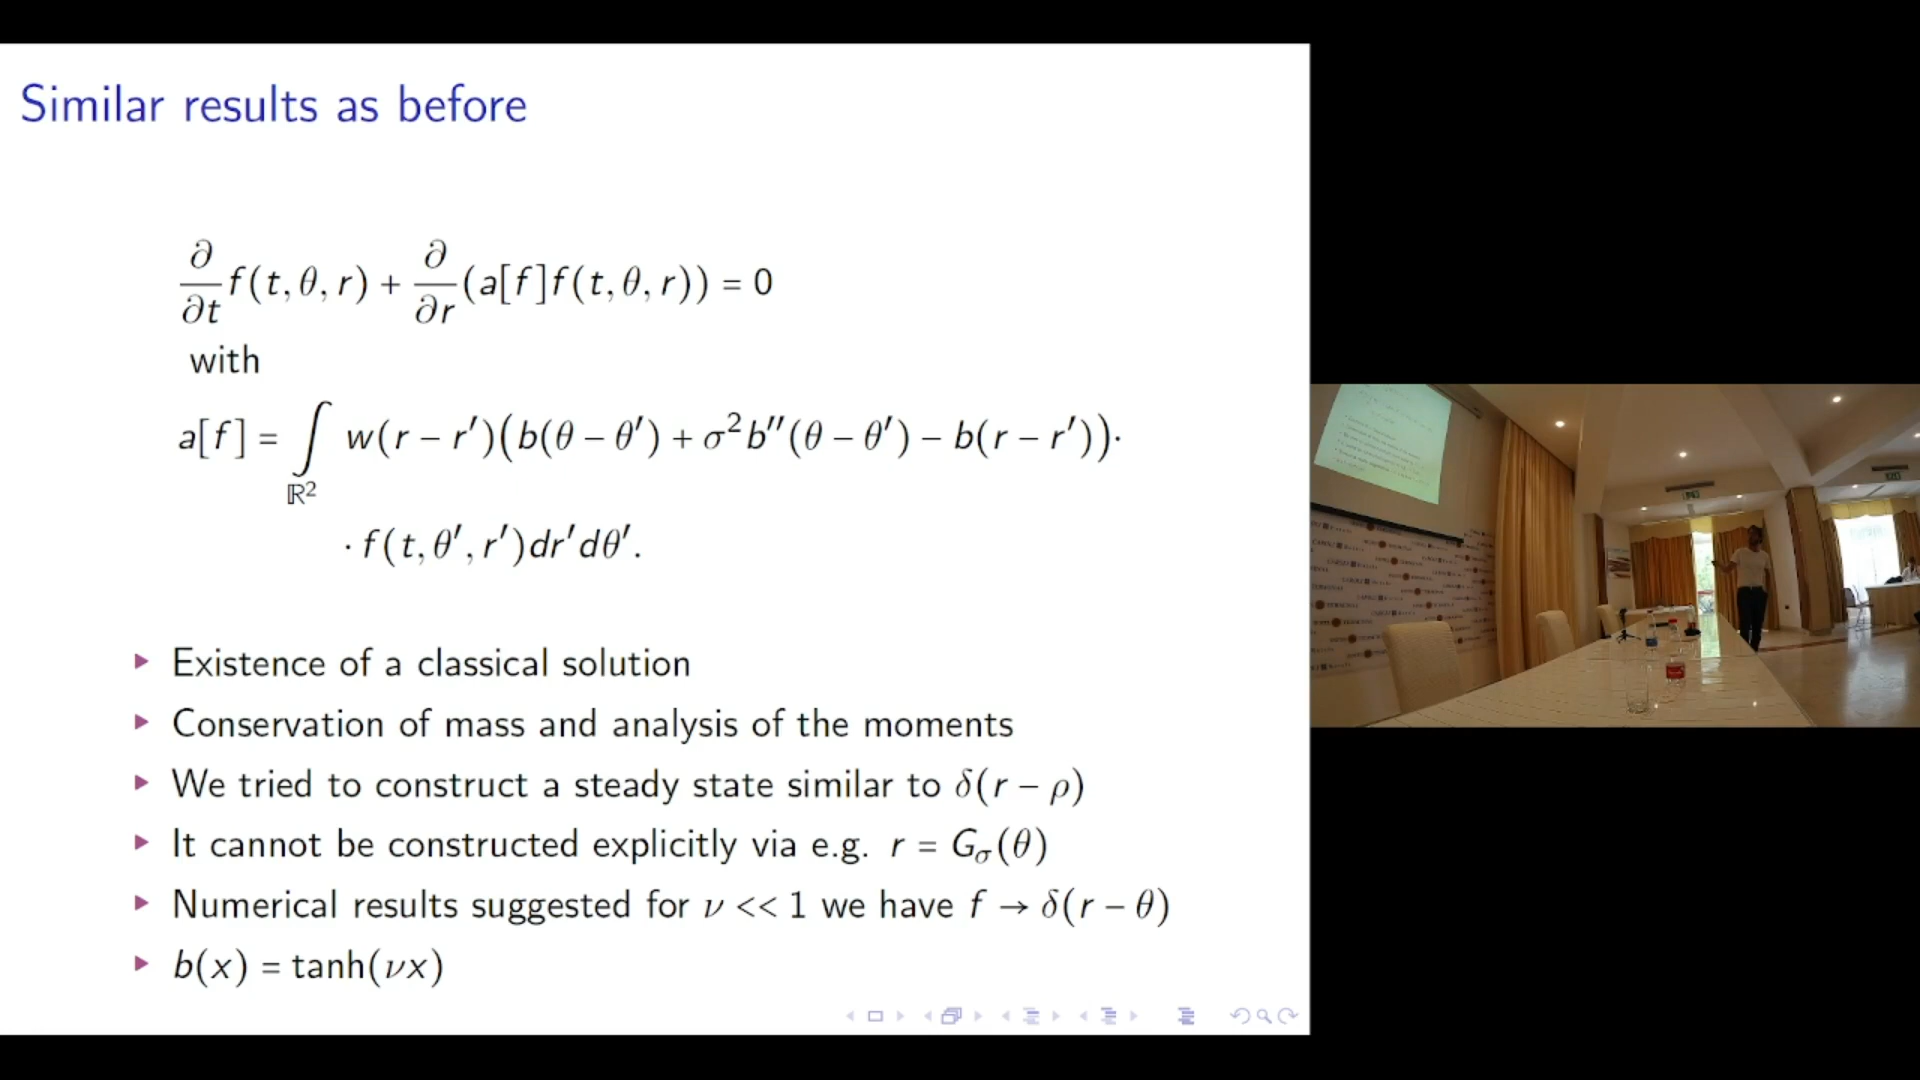 Similar results as before
∂/∂t f(t, θ, r) + ∂/∂r (a[f]f(t, θ, r)) = 0
with
a[f] = ∫_{ℝ²} w(r − r′)(b(θ − θ′) + σ²b″(θ − θ′) − b(r − r′))·
· f(t, θ′, r′)dr′dθ′.
▸ Existence of a classical solution
▸ Conservation of mass and analysis of the moments
▸ We tried to construct a steady state similar to δ(r − ρ)
▸ It cannot be constructed explicitly via e.g. r = G_σ(θ)
▸ Numerical results suggested for ν << 1 we have f → δ(r − θ)
▸ b(x) = tanh(νx)